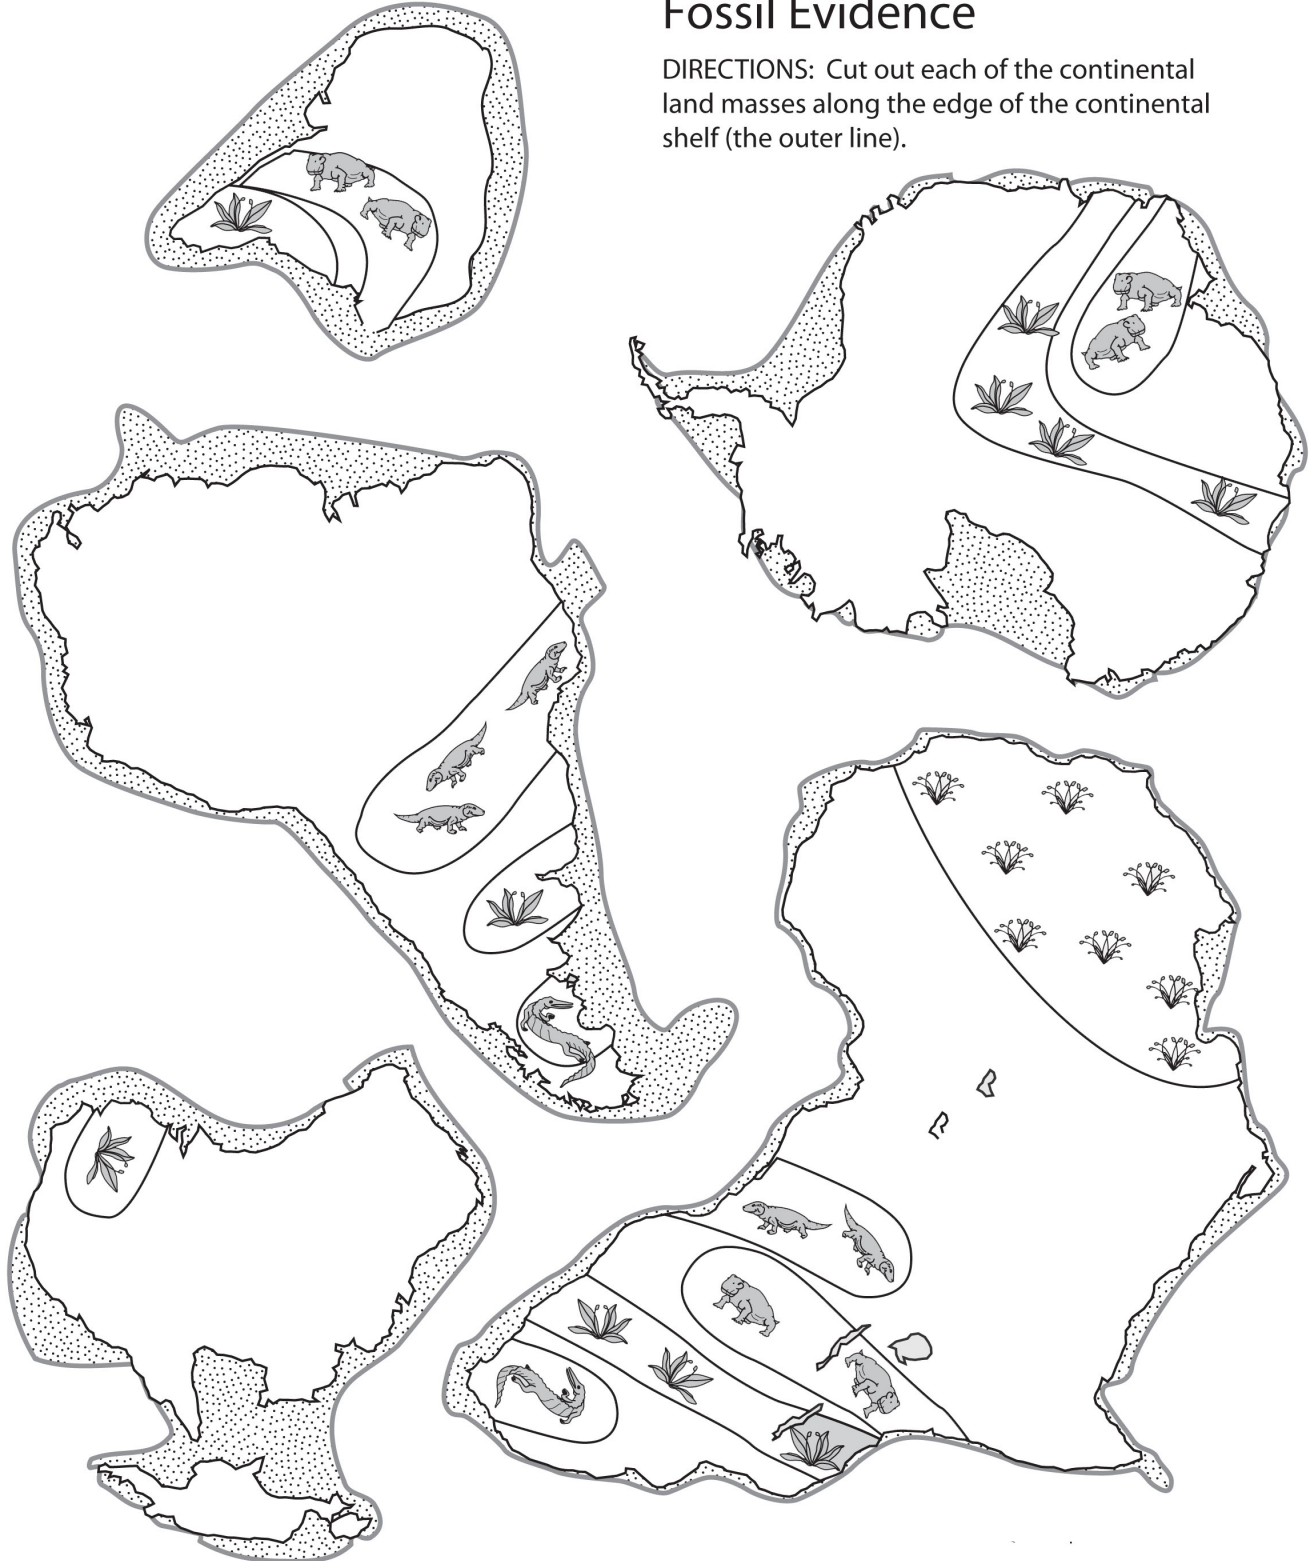 Fossil Evidence
DIRECTIONS:  Cut out each of the continental
land masses along the edge of the continental
shelf (the outer line).